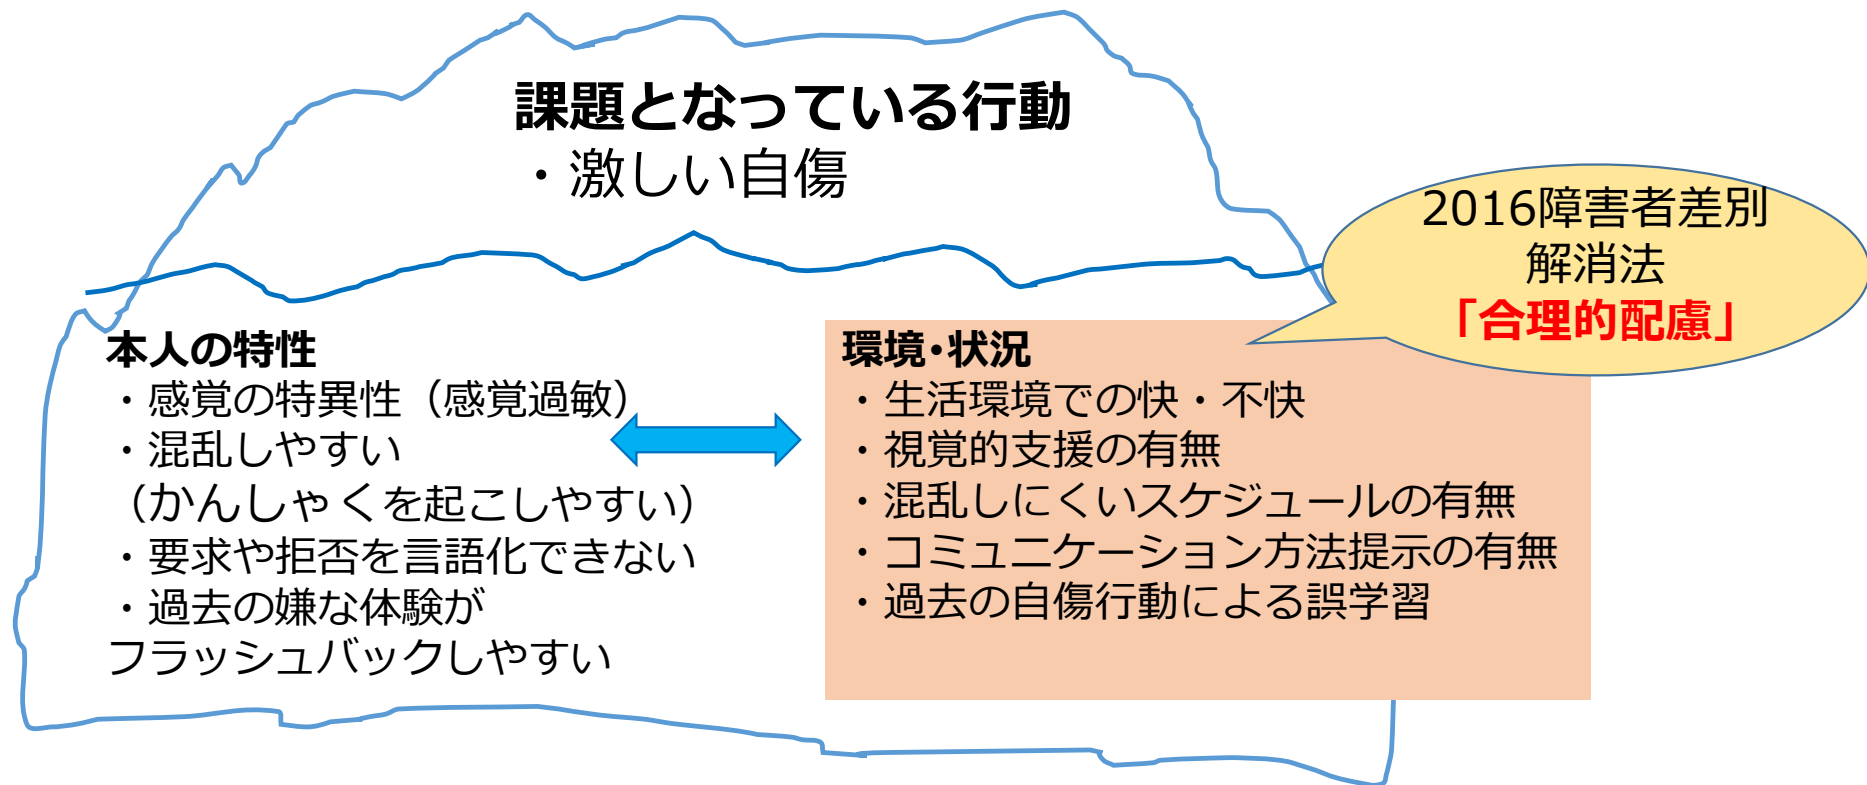 課題となっている行動
・激しい自傷
2016障害者差別
解消法
「合理的配慮」
本人の特性
・感覚の特異性（感覚過敏）
・混乱しやすい
（かんしゃくを起こしやすい）
・要求や拒否を言語化できない
・過去の嫌な体験が
フラッシュバックしやすい
環境・状況
・生活環境での快・不快
・視覚的支援の有無
・混乱しにくいスケジュールの有無
・コミュニケーション方法提示の有無
・過去の自傷行動による誤学習